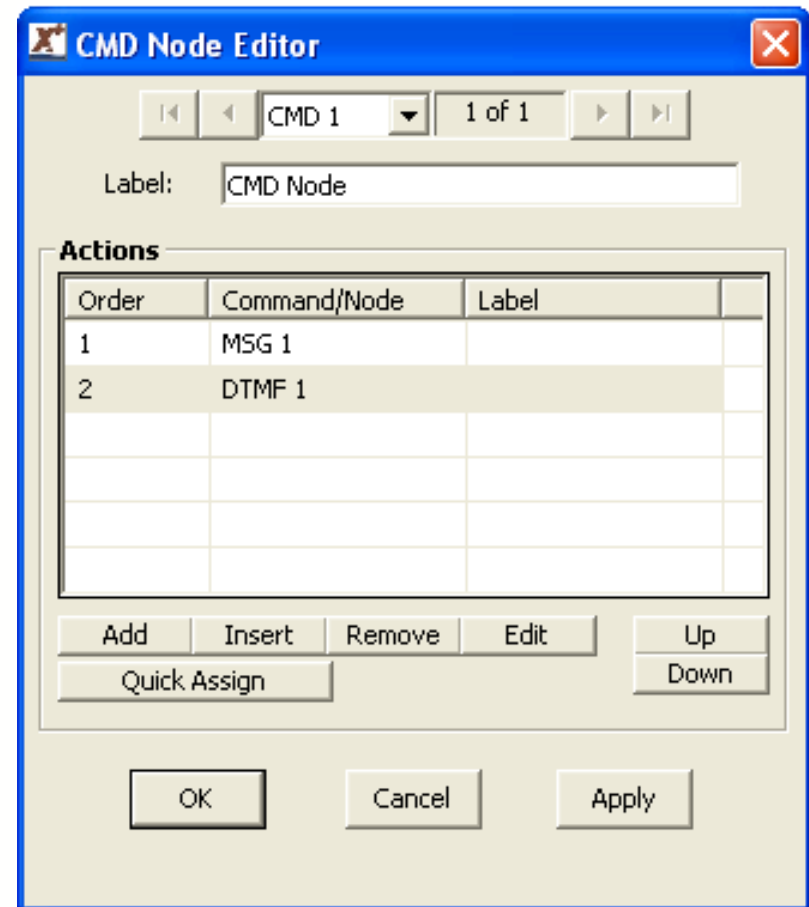 CMD Node Editor
CMD 1 1 of 1
Label: CMD Node
Actions
Order Command/Node Label
1 MSG 1
2 DTMF 1
Add Insert Remove Edit Up
Quick Assign Down
OK Cancel Apply